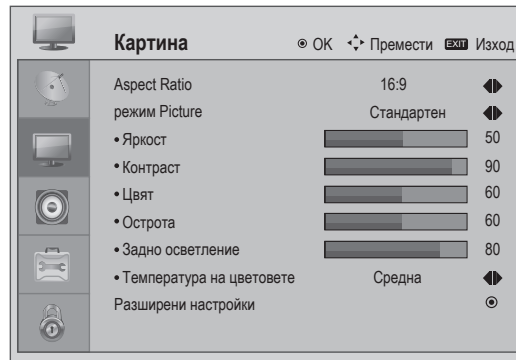 Картина ◉ OK Премести EXIT Изход
Aspect Ratio 16:9
режим Picture Стандартен
• Яркост 50
• Контраст 90
• Цвят 60
• Острота 60
• Задно осветление 80
• Температура на цветовете Средна
Разширени настройки ◉